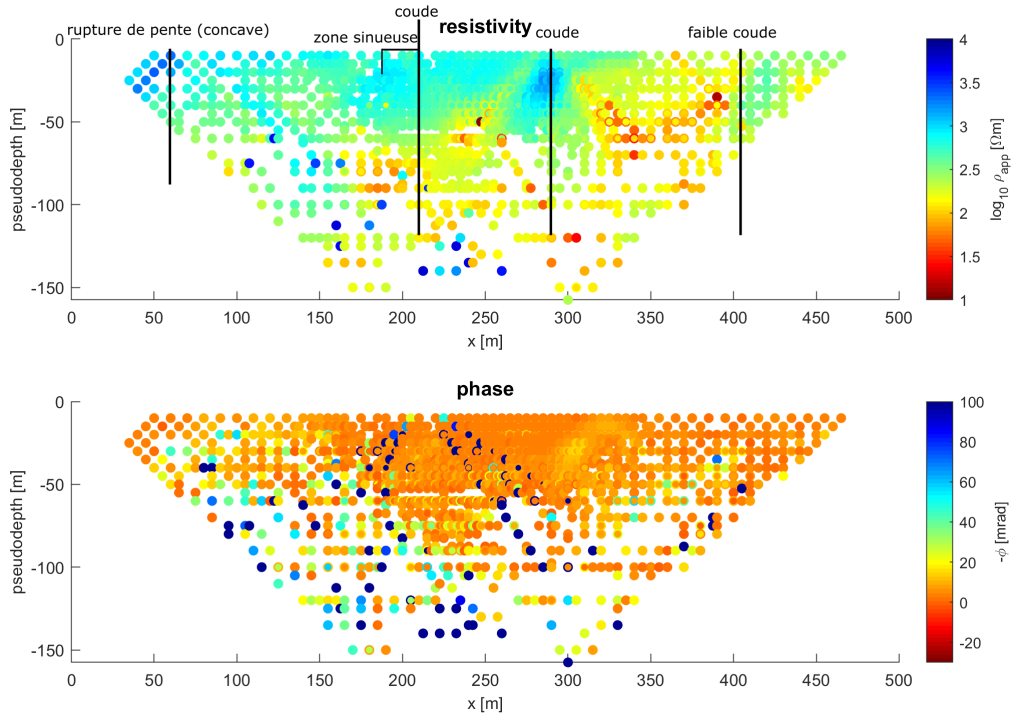 coude
resistivity
rupture de pente (concave)
zone sinueuse
coude
faible coude
0
-50
-100
-150
pseudodepth [m]
0 50 100 150 200 250 300 350 400 450 500
x [m]
4
3.5
3
2.5
2
1.5
1
log10 ρapp [Ωm]
phase
0
-50
-100
-150
pseudodepth [m]
0 50 100 150 200 250 300 350 400 450 500
x [m]
100
80
60
40
20
0
-20
-ϕ [mrad]